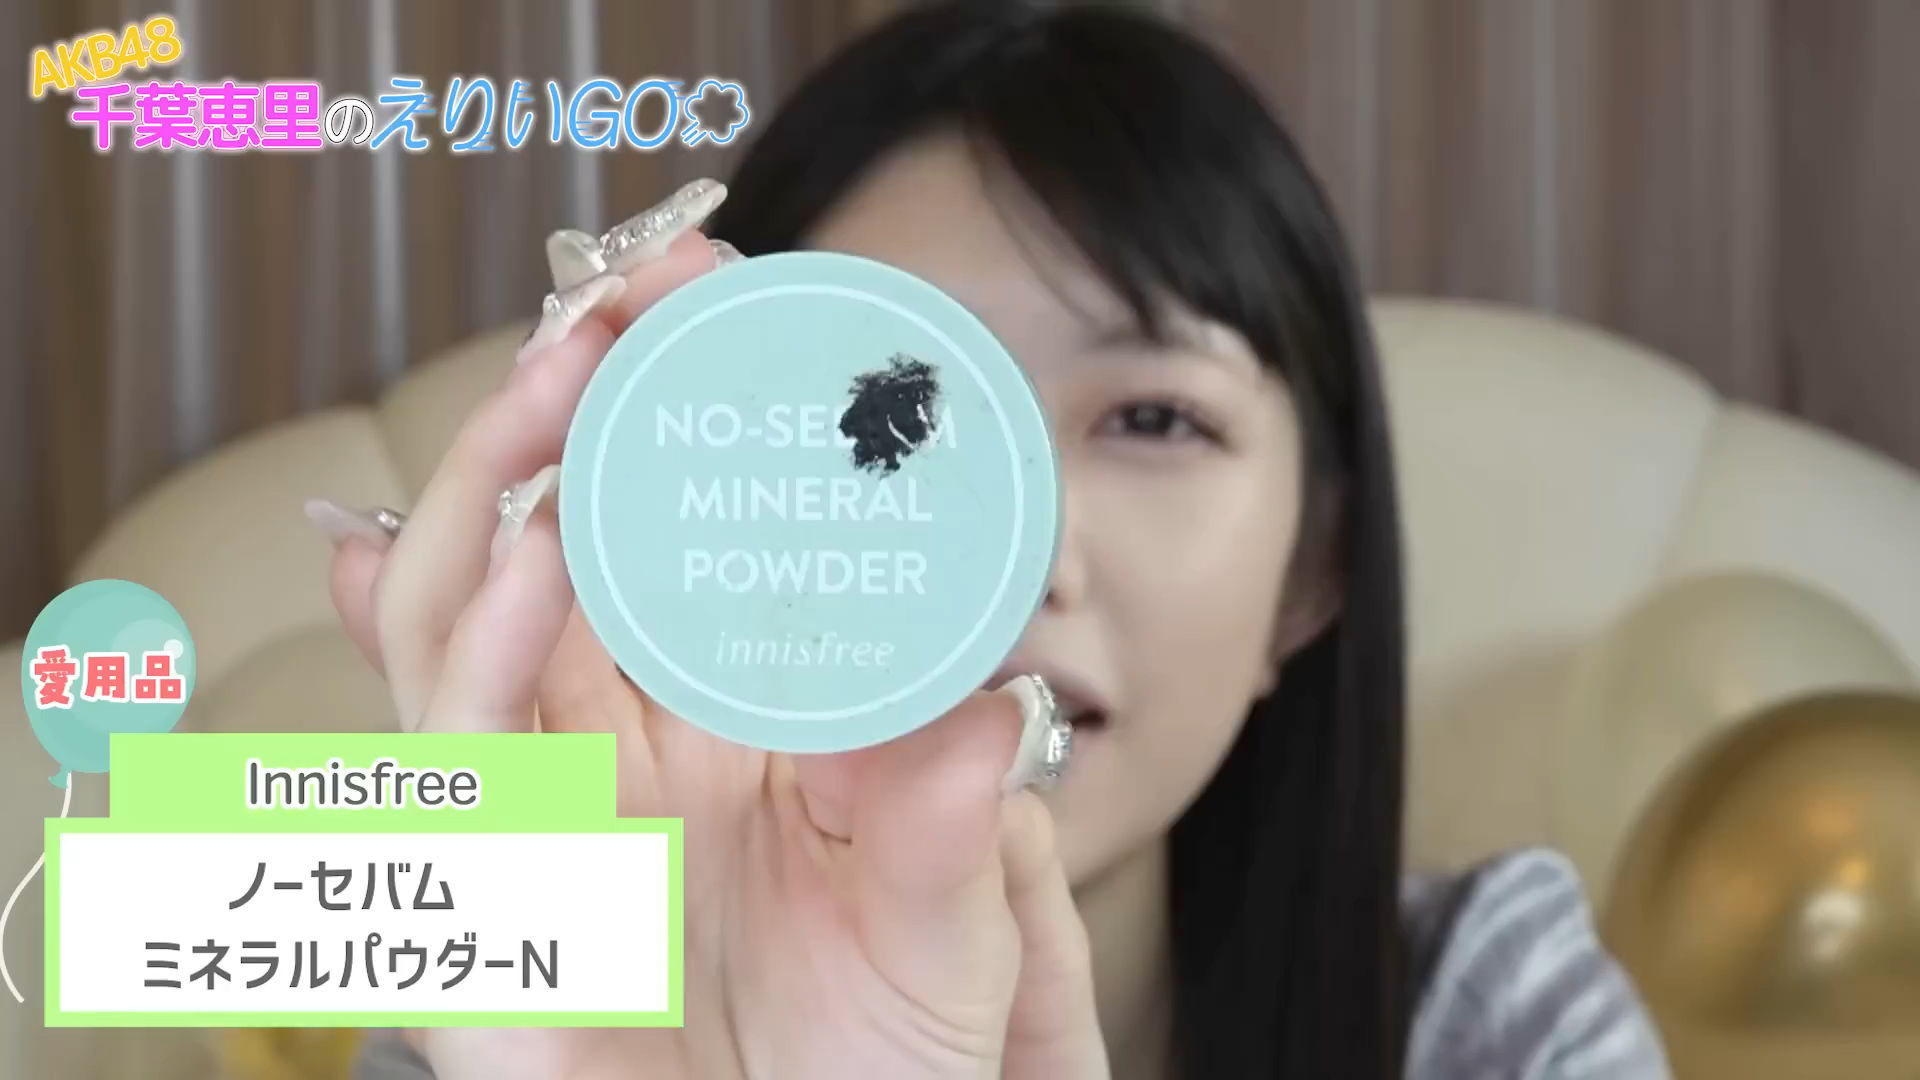 AKB48
千葉恵里のえりいGO
NO-SE
MINERAL
POWDER
innisfree
愛用品
Innisfree
ノーセバム
ミネラルパウダーN